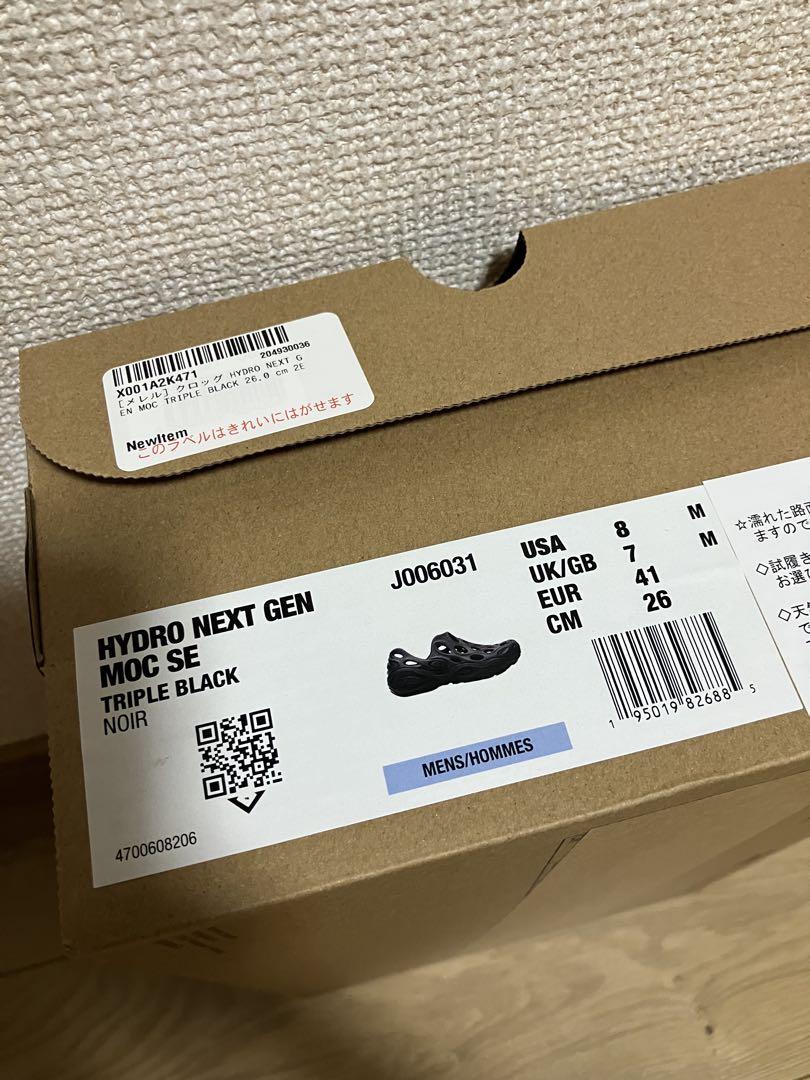 204930036
X001A2K471
[メレル] クロッグ HYDRO NEXT G
EN MOC TRIPLE BLACK 26.0 cm 2E
NewItem
このラベルはきれいにはがせます
HYDRO NEXT GEN
MOC SE
TRIPLE BLACK
NOIR
4700608206
J006031
MENS/HOMMES
USA 8 M
UK/GB 7 M
EUR 41
CM 26
1 95019 82688 5
☆濡れた路面
ますので
◇試履き
お選び
◇天
で